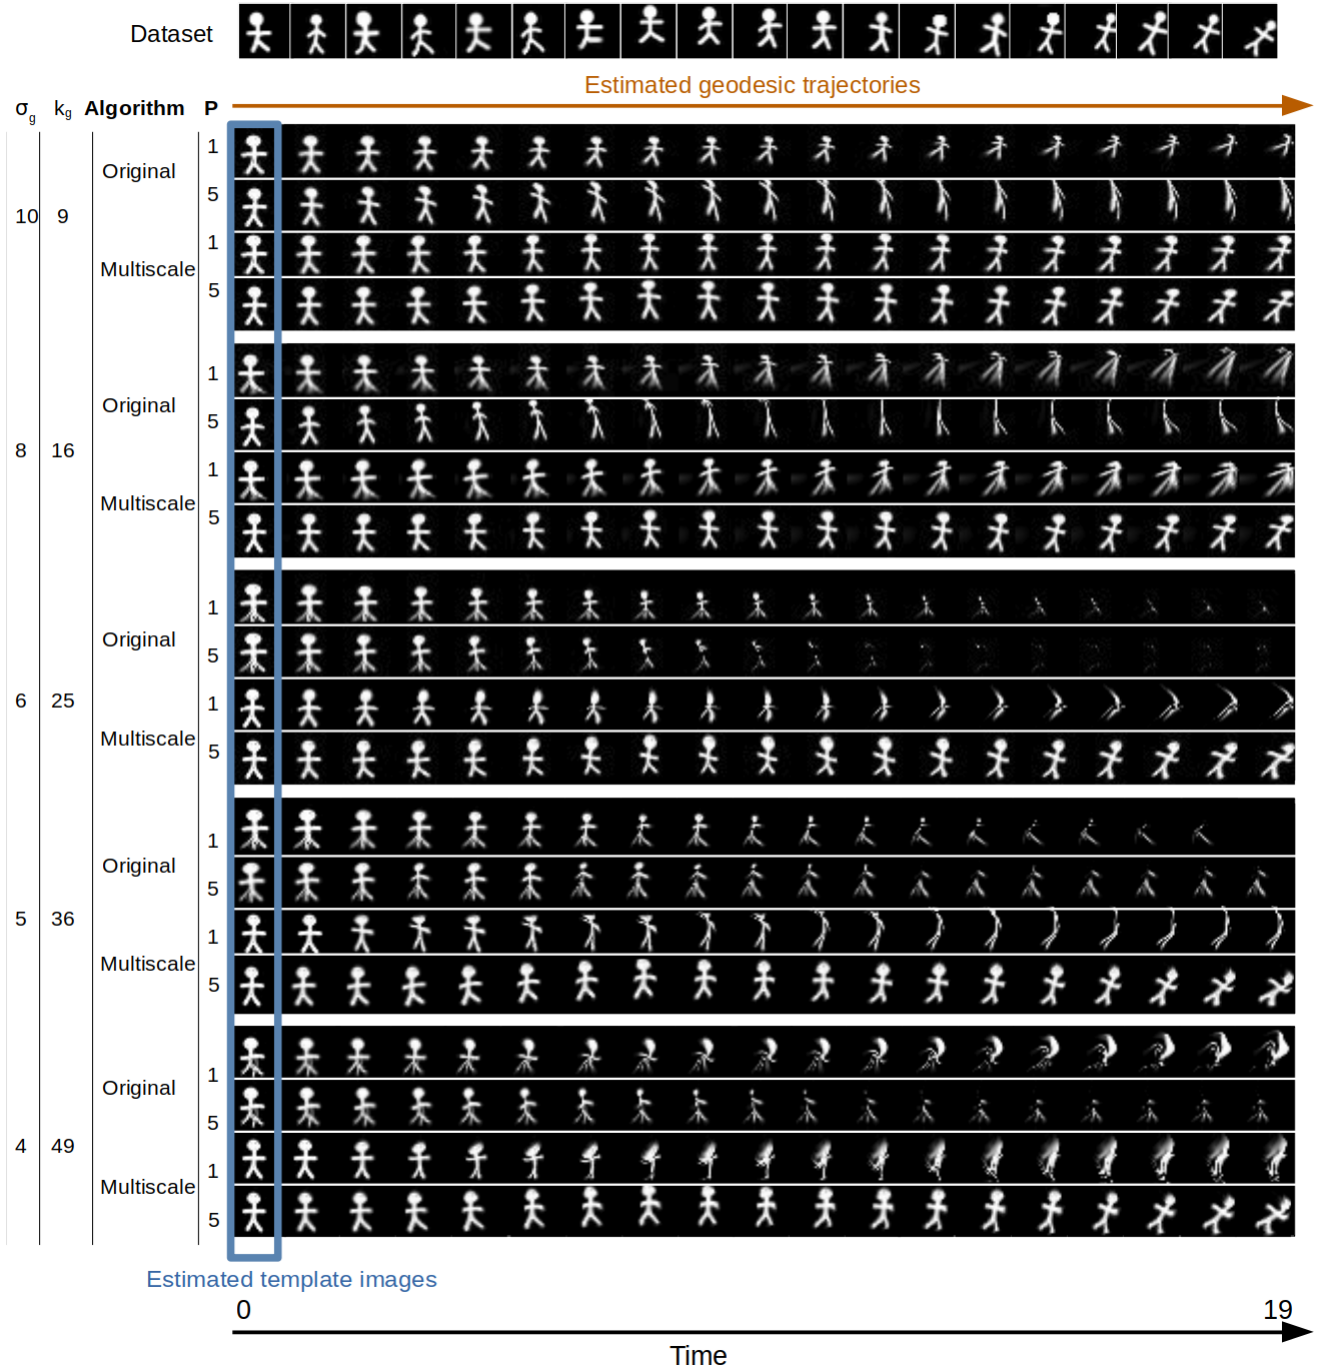 Dataset
Estimated geodesic trajectories
σg kg Algorithm P
10 9 Original 1
5
Multiscale 1
5
8 16 Original 1
5
Multiscale 1
5
6 25 Original 1
5
Multiscale 1
5
5 36 Original 1
5
Multiscale 1
5
4 49 Original 1
5
Multiscale 1
5
Estimated template images
0 19
Time